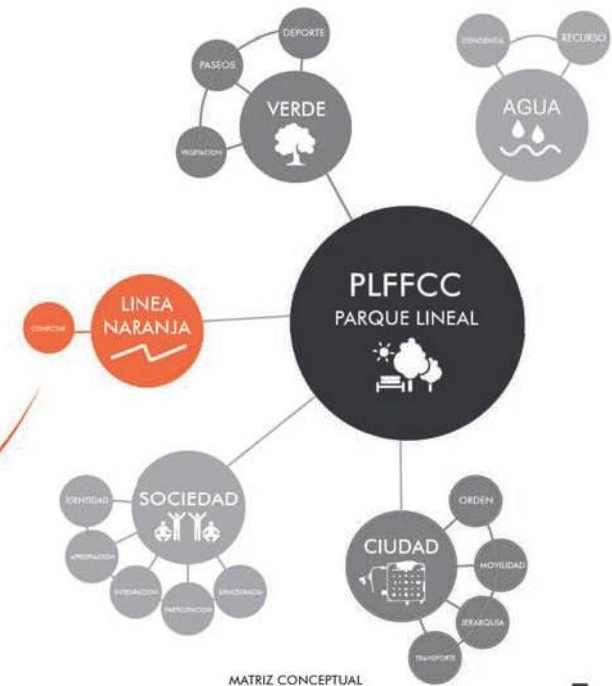 DEPORTE
PASEOS
VERDE
VEGETACION
CONCIENCIA
RECURSO
AGUA
PLFFCC
PARQUE LINEAL
LINEA
NARANJA
CONECTAR
SOCIEDAD
IDENTIDAD
APROPIACION
INTEGRACION
PARTICIPACION
CIUDAD
ORDEN
MOVILIDAD
JERARQUIA
TRANSPORTE
MATRIZ CONCEPTUAL